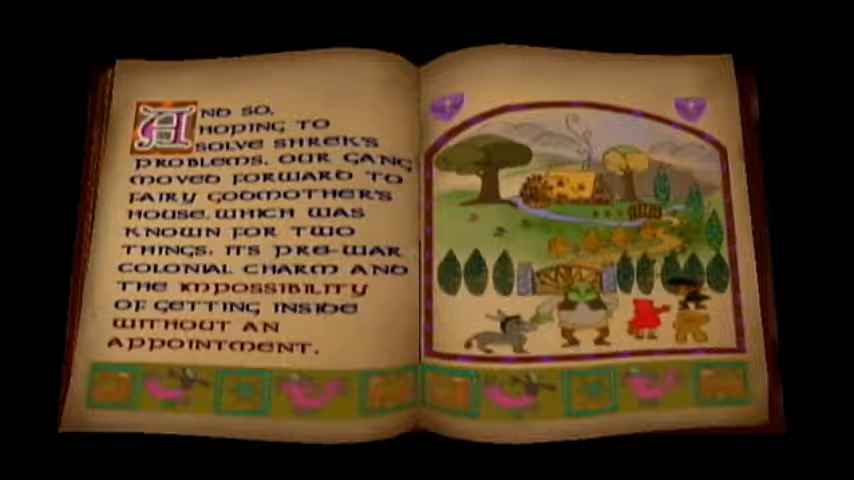 AND SO,
HOPING TO
SOLVE SHREK'S
PROBLEMS, OUR GANG
MOVED FORWARD TO
FAIRY GODMOTHER'S
HOUSE, WHICH WAS
KNOWN FOR TWO
THINGS. ITS PRE-WAR
COLONIAL CHARM AND
THE IMPOSSIBILITY
OF GETTING INSIDE
WITHOUT AN
APPOINTMENT.